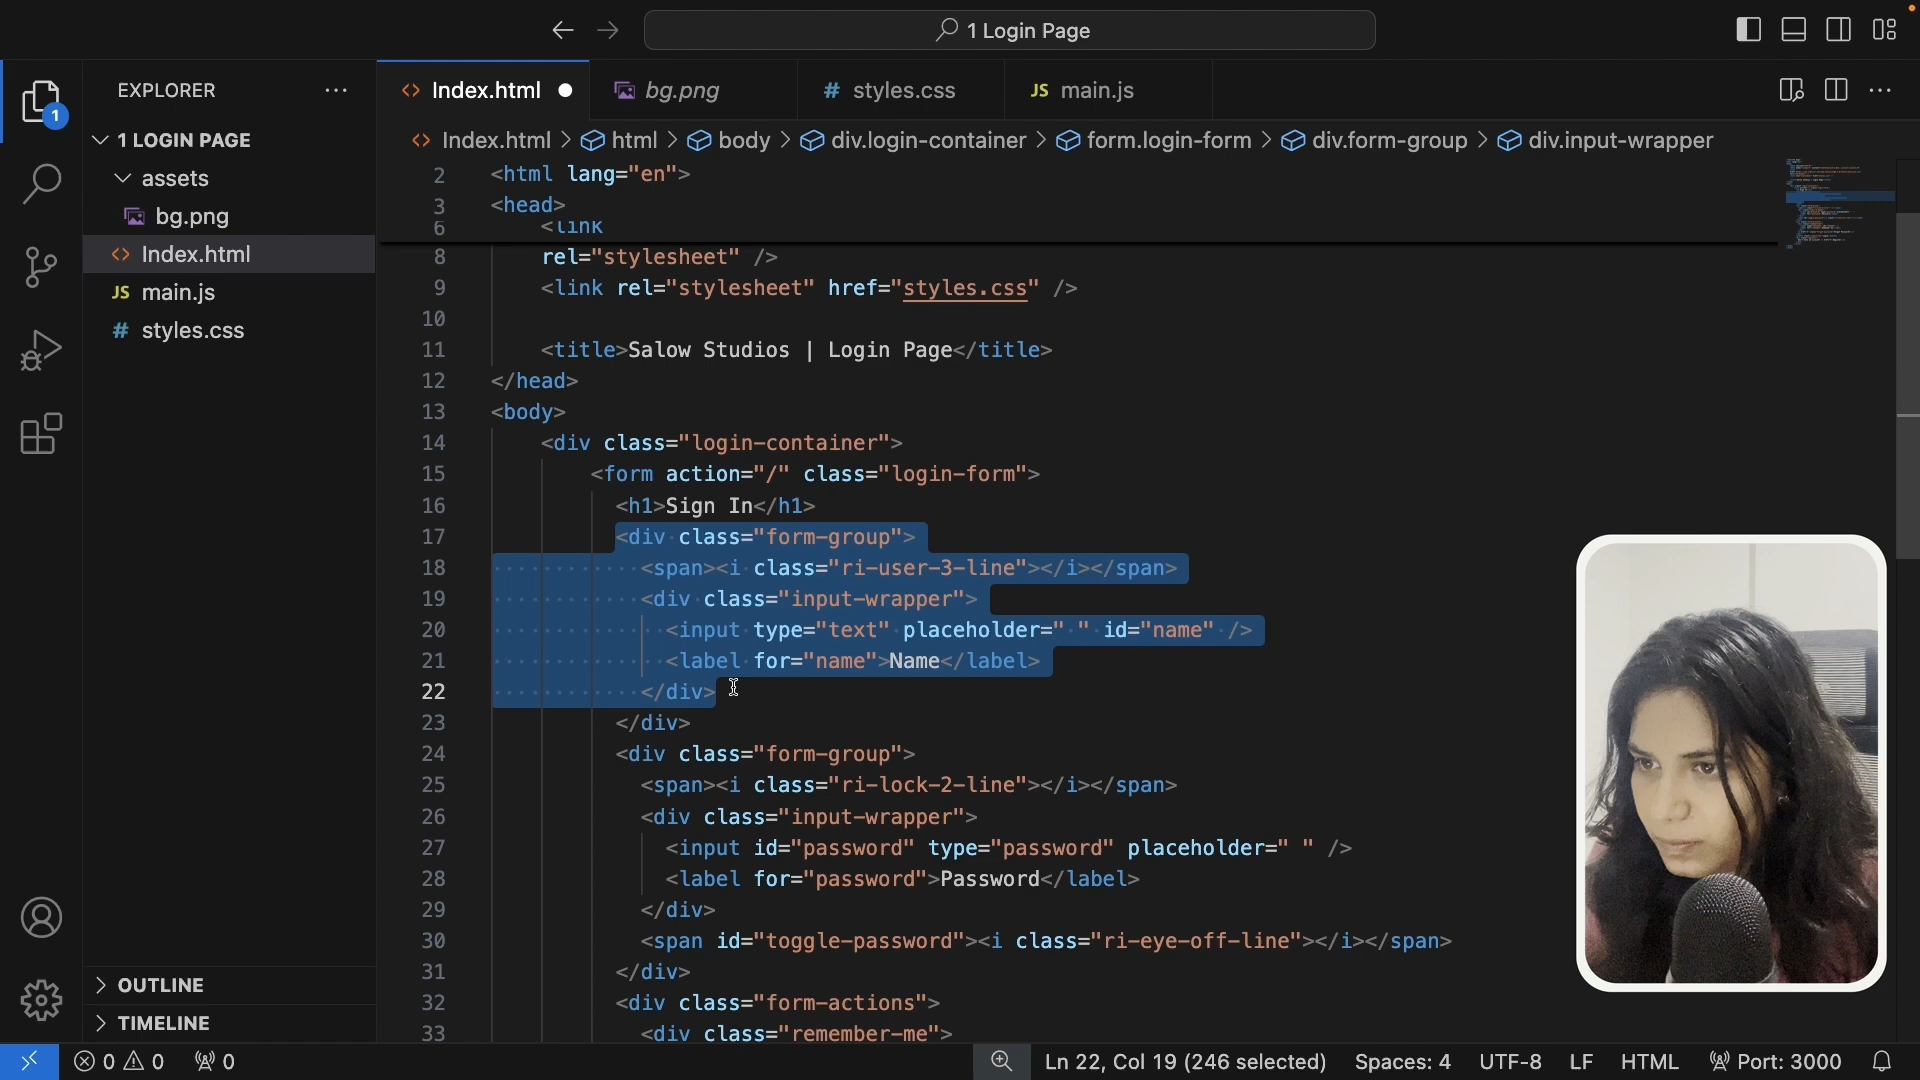 1 Login Page
EXPLORER
Index.html
bg.png
# styles.css
JS main.js
1 LOGIN PAGE
assets
bg.png
Index.html
JS main.js
# styles.css
OUTLINE
TIMELINE
1
Index.html > html > body > div.login-container > form.login-form > div.form-group > div.input-wrapper
2 <html lang="en">
3 <head>
6 <link
8 rel="stylesheet" />
9 <link rel="stylesheet" href="styles.css" />
10
11 <title>Salow Studios | Login Page</title>
12 </head>
13 <body>
14 <div class="login-container">
15 <form action="/" class="login-form">
16 <h1>Sign In</h1>
17 <div class="form-group">
18 <span><i class="ri-user-3-line"></i></span>
19 <div class="input-wrapper">
20 <input type="text" placeholder=" " id="name" />
21 <label for="name">Name</label>
22 </div>
23 </div>
24 <div class="form-group">
25 <span><i class="ri-lock-2-line"></i></span>
26 <div class="input-wrapper">
27 <input id="password" type="password" placeholder=" " />
28 <label for="password">Password</label>
29 </div>
30 <span id="toggle-password"><i class="ri-eye-off-line"></i></span>
31 </div>
32 <div class="form-actions">
33 <div class="remember-me">
0 0 0 Ln 22, Col 19 (246 selected) Spaces: 4 UTF-8 LF HTML Port: 3000